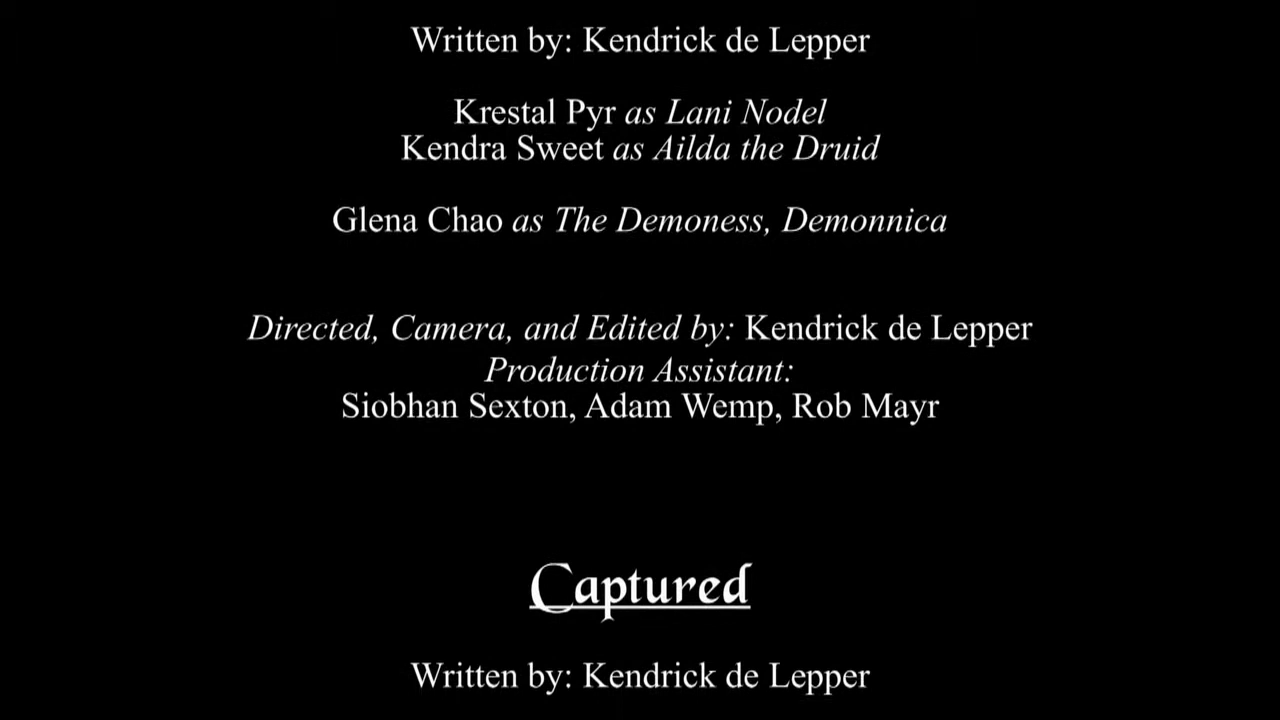 Written by: Kendrick de Lepper
Krestal Pyr as Lani Nodel
Kendra Sweet as Ailda the Druid
Glena Chao as The Demoness, Demonnica
Directed, Camera, and Edited by: Kendrick de Lepper
Production Assistant:
Siobhan Sexton, Adam Wemp, Rob Mayr
Captured
Written by: Kendrick de Lepper